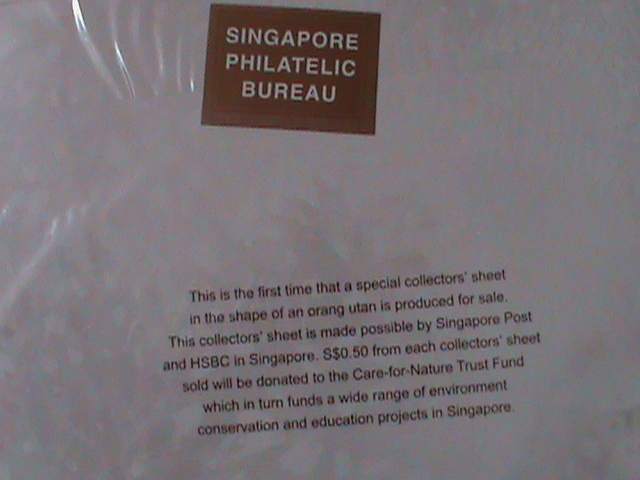 SINGAPORE
PHILATELIC
BUREAU
This is the first time that a special collectors' sheet
in the shape of an orang utan is produced for sale.
This collectors' sheet is made possible by Singapore Post
and HSBC in Singapore. S$0.50 from each collectors' sheet
sold will be donated to the Care-for-Nature Trust Fund
which in turn funds a wide range of environment
conservation and education projects in Singapore.